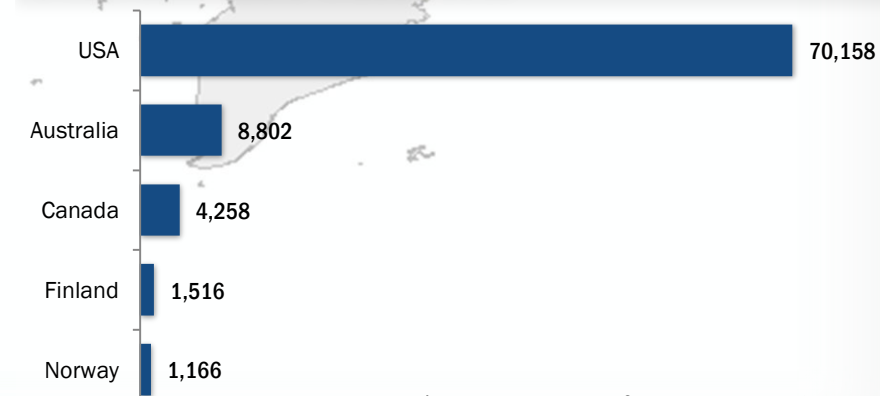 USA 70,158
Australia 8,802
Canada 4,258
Finland 1,516
Norway 1,166